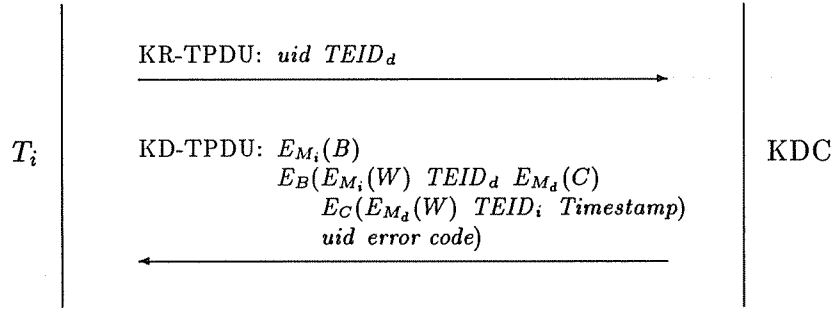 KR-TPDU: uid TEID_d
T_i
KD-TPDU: E_{M_i}(B)
KDC
E_B(E_{M_i}(W) TEID_d E_{M_d}(C)
E_C(E_{M_d}(W) TEID_i Timestamp)
uid error code)